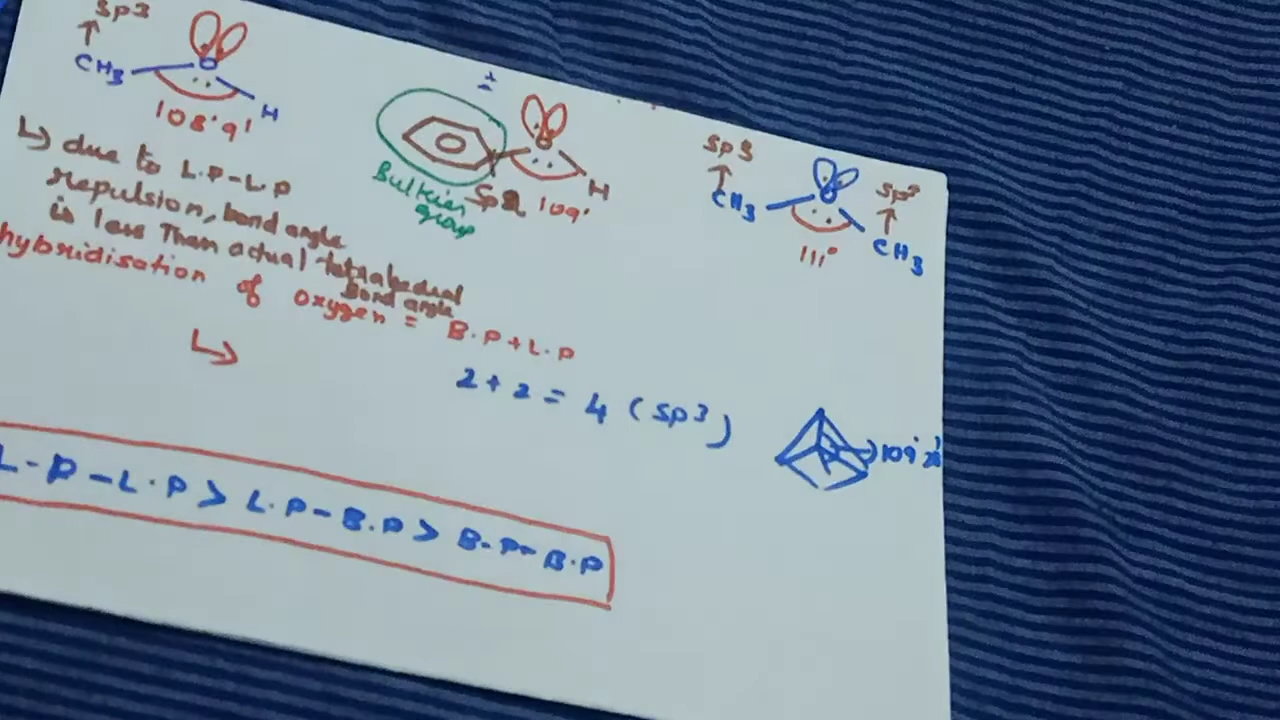 Sp3
CH3
H
108°9'
↳ due to L.P-L.P
repulsion, bond angle
is less than actual tetrahedral
Bond angle
hybridisation of oxygen = B.P + L.P
2 + 2 = 4 (sp3)
109°28'
L.P - L.P > L.P - B.P > B.P - B.P
Bulkier
group
Sp2
109°
H
Sp3
CH3
111°
Sp3
CH3